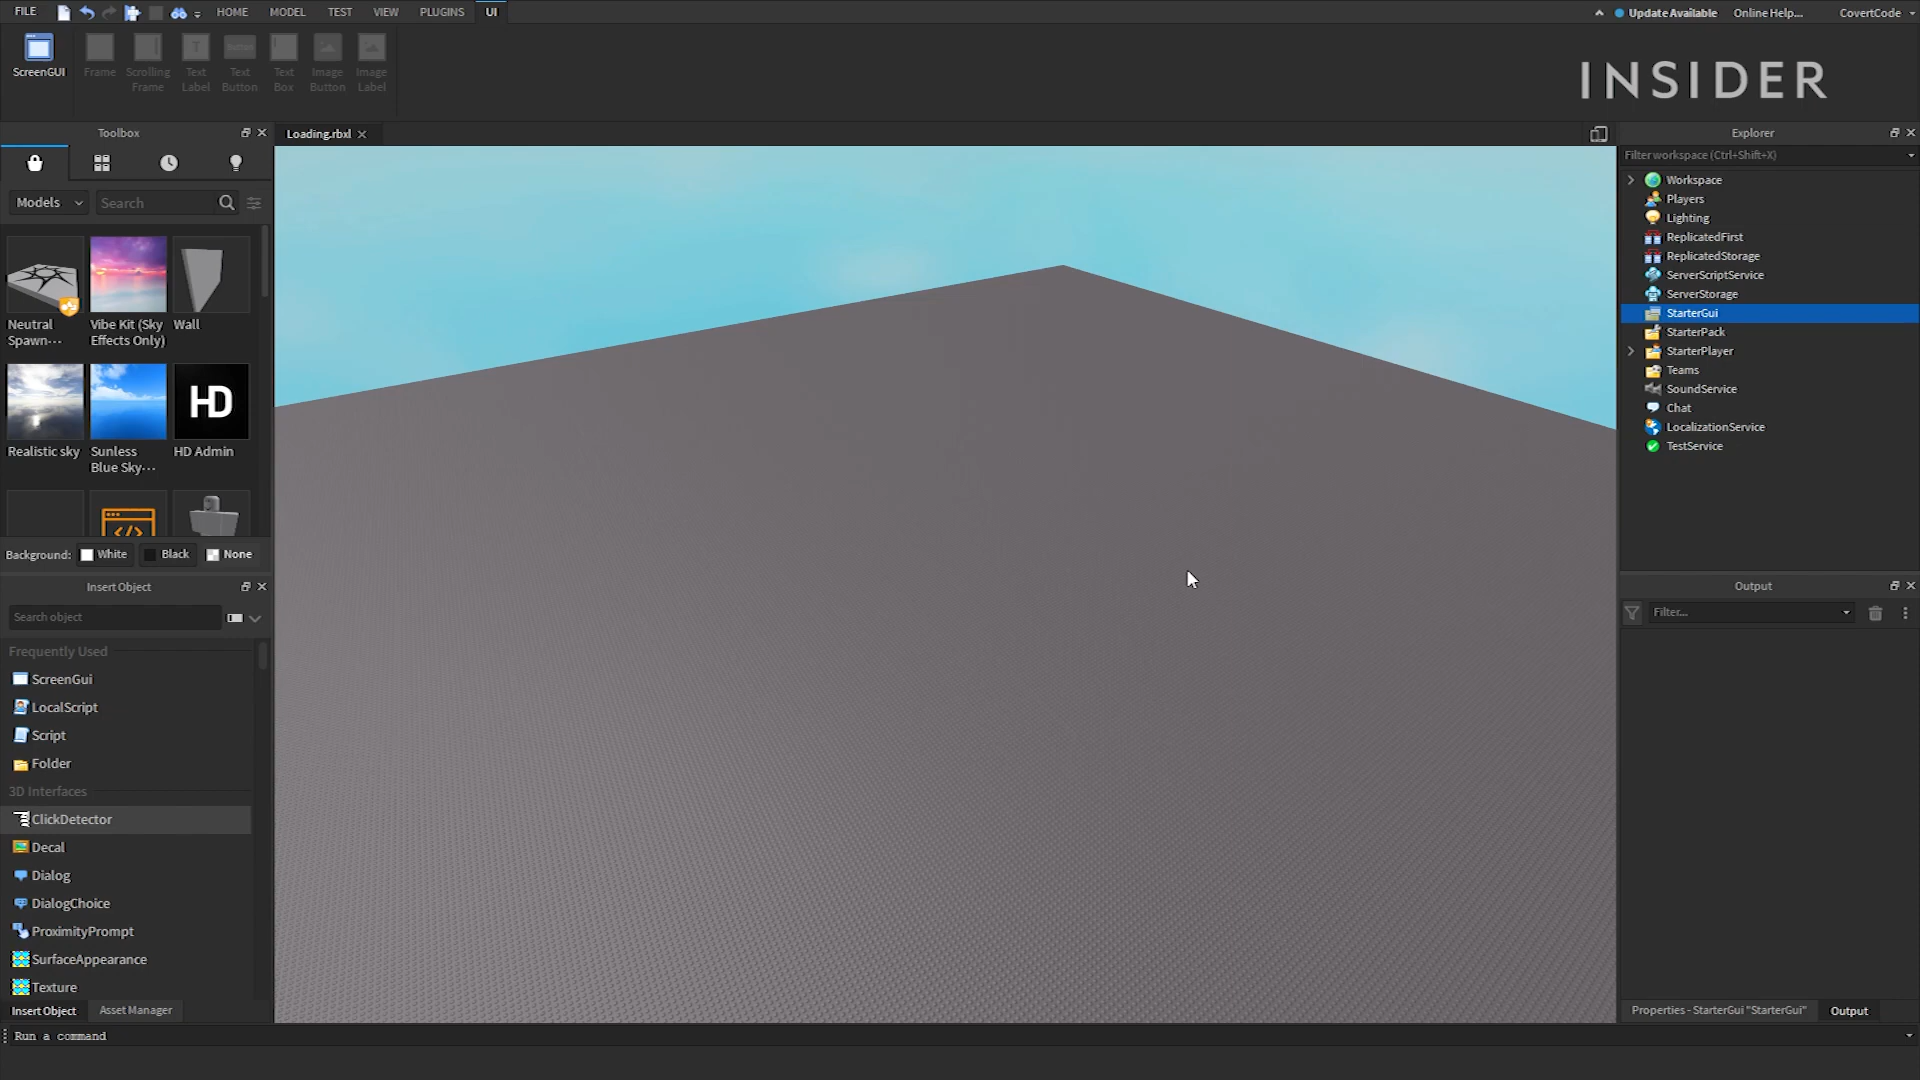 FILE
HOME
MODEL
TEST
VIEW
PLUGINS
UI
Update Available
Online Help...
CovertCode
ScreenGUI
Frame
Scrolling
Frame
Text
Label
Text
Button
Text
Box
Image
Button
Image
Label
INSIDER
Toolbox
Loading.rbxl
Explorer
Models
Search
Neutral
Spawn...
Vibe Kit (Sky
Effects Only)
Wall
HD
Realistic sky
Sunless
Blue Sky...
HD Admin
Background:
White
Black
None
Insert Object
Search object
Frequently Used
ScreenGui
LocalScript
Script
Folder
3D Interfaces
ClickDetector
Decal
Dialog
DialogChoice
ProximityPrompt
SurfaceAppearance
Texture
Insert Object
Asset Manager
Run a command
Filter workspace (Ctrl+Shift+X)
Workspace
Players
Lighting
ReplicatedFirst
ReplicatedStorage
ServerScriptService
ServerStorage
StarterGui
StarterPack
StarterPlayer
Teams
SoundService
Chat
LocalizationService
TestService
Output
Filter...
Properties - StarterGui "StarterGui"
Output